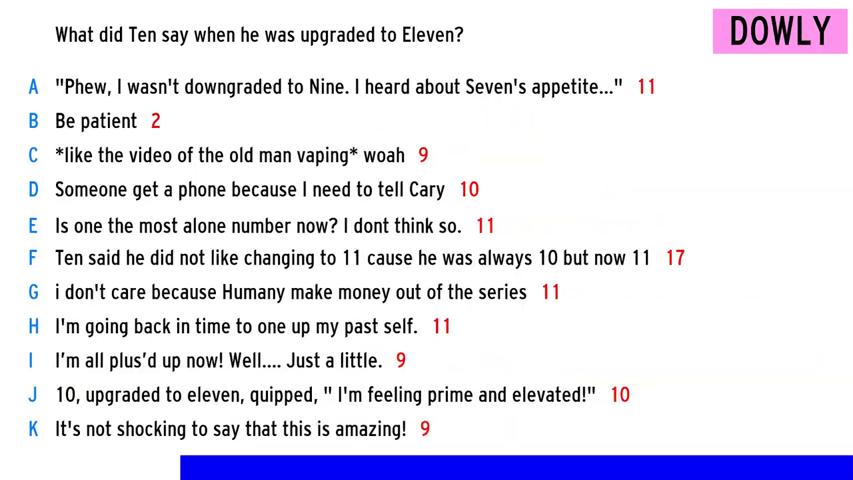 What did Ten say when he was upgraded to Eleven?
DOWLY
A "Phew, I wasn't downgraded to Nine. I heard about Seven's appetite..." 11
B Be patient 2
C *like the video of the old man vaping* woah 9
D Someone get a phone because I need to tell Cary 10
E Is one the most alone number now? I dont think so. 11
F Ten said he did not like changing to 11 cause he was always 10 but now 11 17
G i don't care because Humany make money out of the series 11
H I'm going back in time to one up my past self. 11
I I'm all plus'd up now! Well.... Just a little. 9
J 10, upgraded to eleven, quipped, " I'm feeling prime and elevated!" 10
K It's not shocking to say that this is amazing! 9